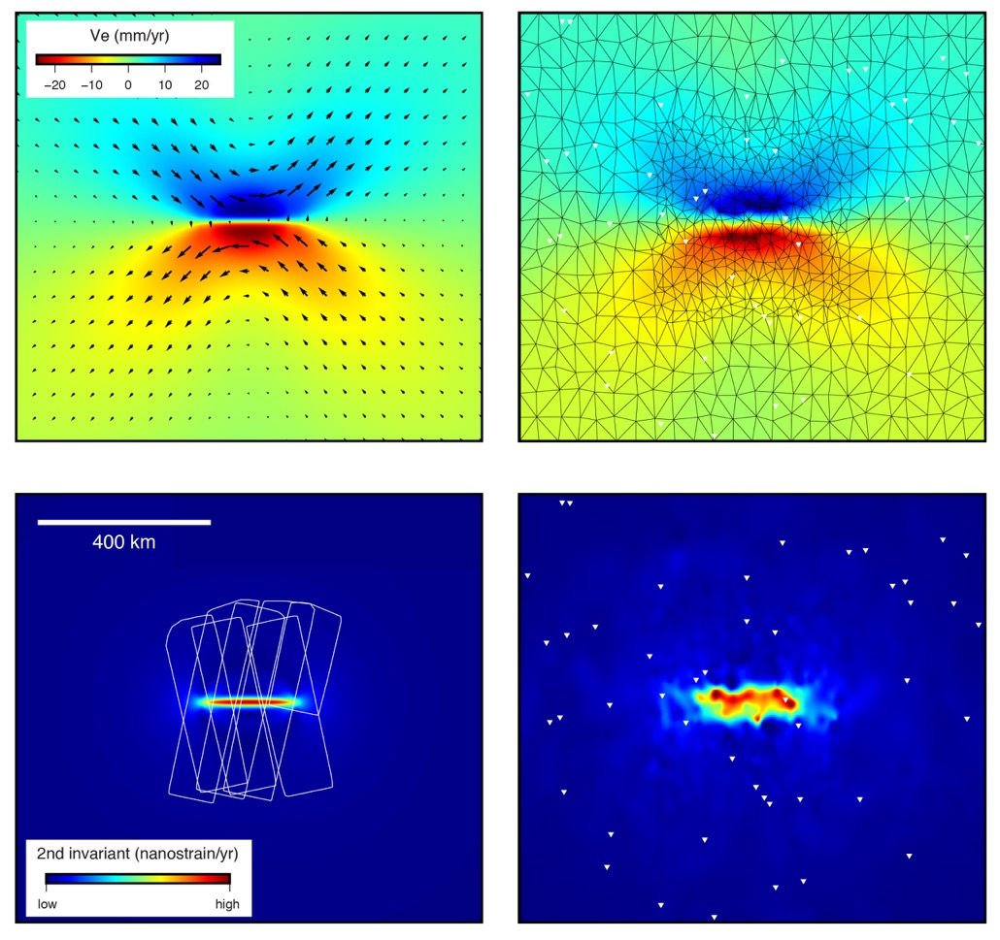 Ve (mm/yr)
−20 −10 0 10 20
400 km
2nd invariant (nanostrain/yr)
low high